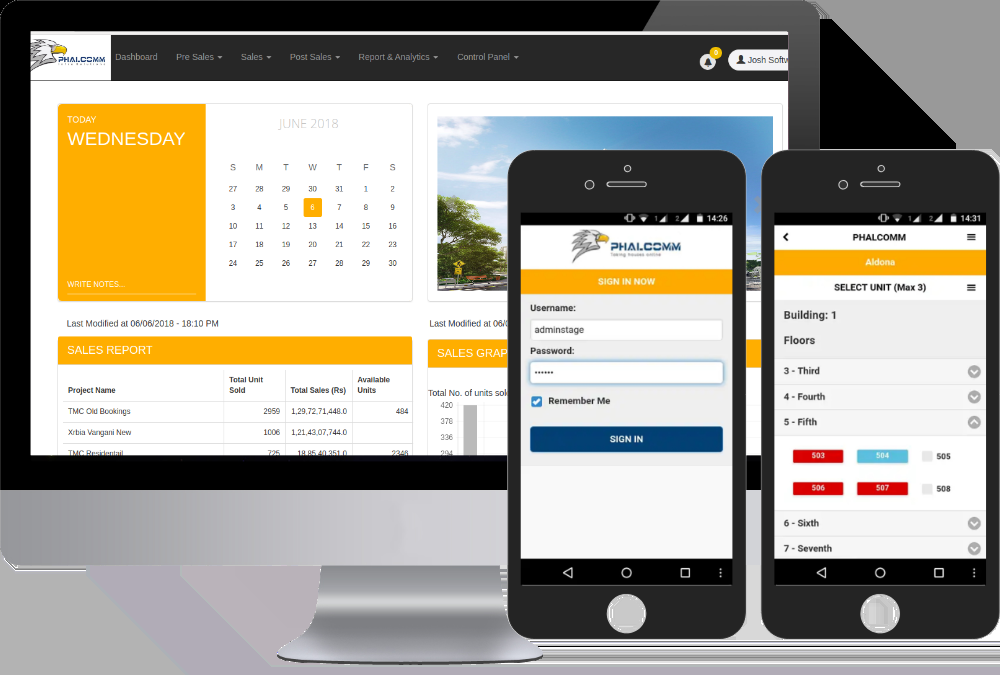 PHALCOMM
Dashboard
Pre Sales
Sales
Post Sales
Report & Analytics
Control Panel
0
Josh Softw
TODAY
WEDNESDAY
WRITE NOTES...
JUNE 2018
S M T W T F S
27 28 29 30 31 1 2
3 4 5 6 7 8 9
10 11 12 13 14 15 16
17 18 19 20 21 22 23
24 25 26 27 28 29 30
Last Modified at 06/06/2018 - 18:10 PM
Last Modified at 06/0
SALES REPORT
Project Name Total Unit Sold Total Sales (Rs) Available Units
TMC Old Bookings 2959 1,29,72,71,448.0 484
Xrbia Vangani New 1006 1,21,43,07,744.0
TMC Residentail 725 18,85,40,351.0 2346
SALES GRAP
Total No. of units sol
420
378
336
294
1 2 14:26
PHALCOMM
Taking houses online
SIGN IN NOW
Username:
adminstage
Password:
••••••
Remember Me
SIGN IN
1 2 14:31
PHALCOMM
Aldona
SELECT UNIT (Max 3)
Building: 1
Floors
3 - Third
4 - Fourth
5 - Fifth
503 504 505
506 507 508
6 - Sixth
7 - Seventh